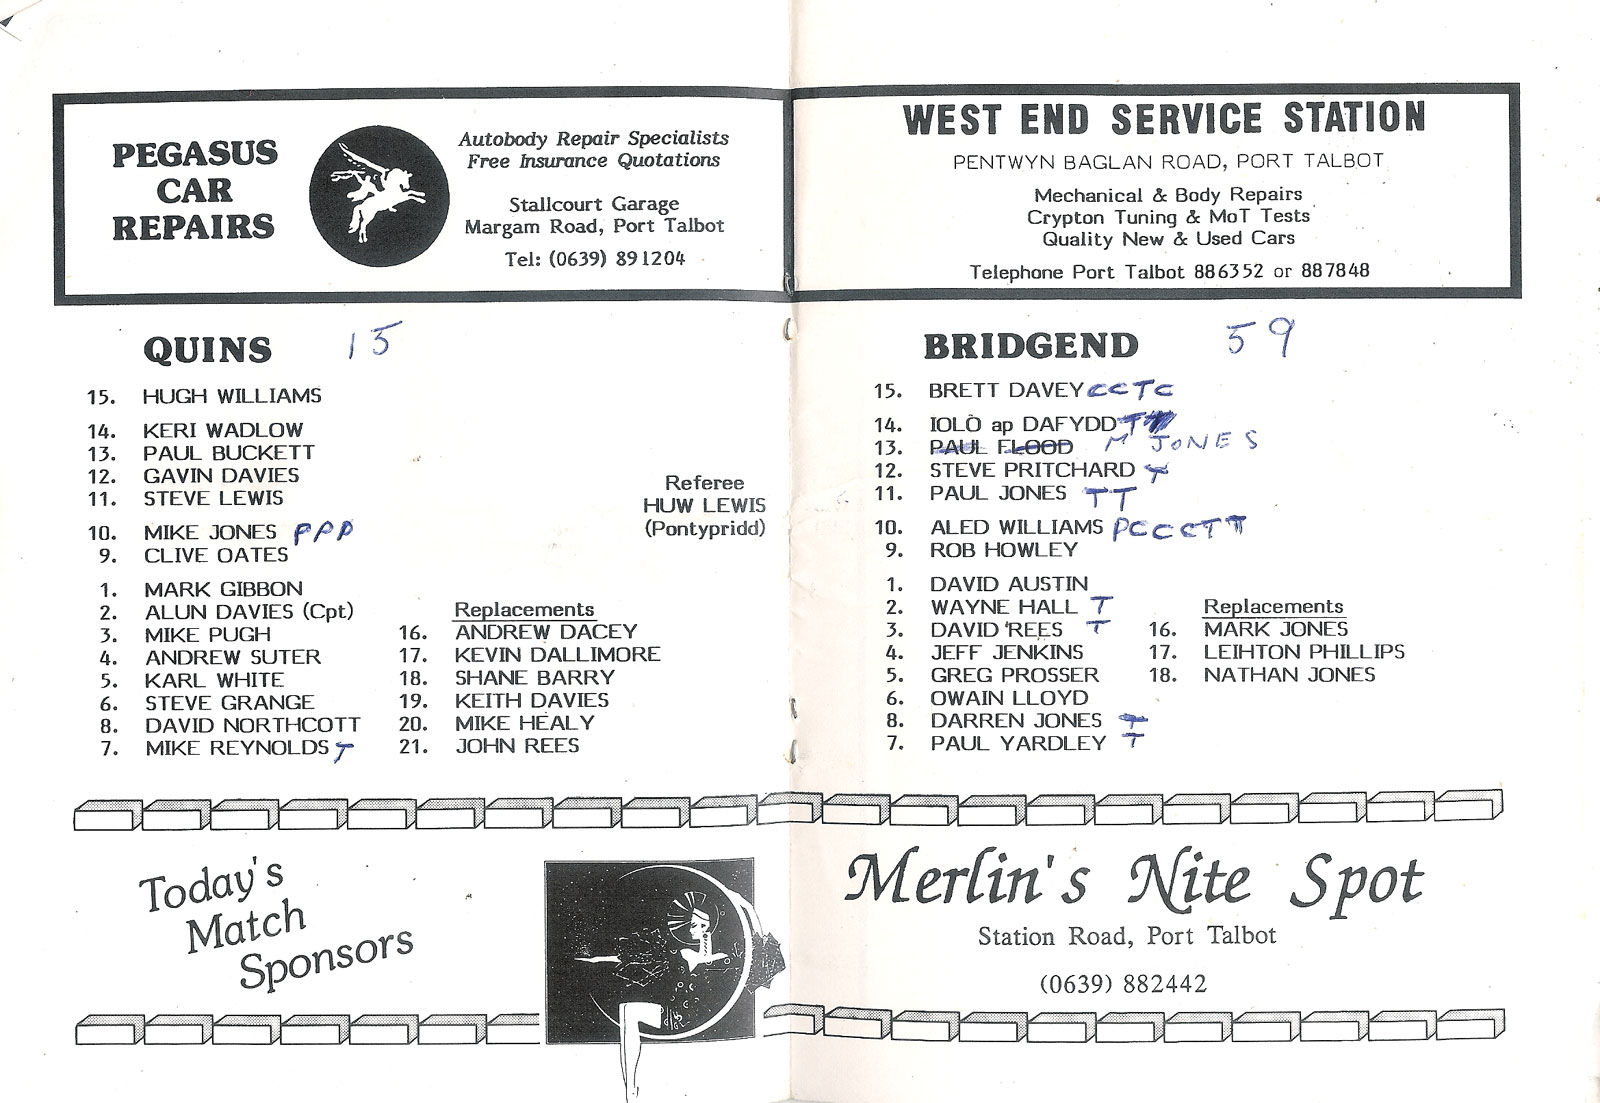 PEGASUS
CAR
REPAIRS
Autobody Repair Specialists
Free Insurance Quotations
Stallcourt Garage
Margam Road, Port Talbot
Tel: (0639) 891204
WEST END SERVICE STATION
PENTWYN BAGLAN ROAD, PORT TALBOT
Mechanical & Body Repairs
Crypton Tuning & MoT Tests
Quality New & Used Cars
Telephone Port Talbot 886352 or 887848
QUINS 15
15. HUGH WILLIAMS
14. KERI WADLOW
13. PAUL BUCKETT
12. GAVIN DAVIES
11. STEVE LEWIS
10. MIKE JONES PPP
9. CLIVE OATES
1. MARK GIBBON
2. ALUN DAVIES (Cpt)
3. MIKE PUGH
4. ANDREW SUTER
5. KARL WHITE
6. STEVE GRANGE
8. DAVID NORTHCOTT
7. MIKE REYNOLDS T
Replacements
16. ANDREW DACEY
17. KEVIN DALLIMORE
18. SHANE BARRY
19. KEITH DAVIES
20. MIKE HEALY
21. JOHN REES
Referee
HUW LEWIS
(Pontypridd)
BRIDGEND 59
15. BRETT DAVEY CCTC
14. IOLO ap DAFYDD T
13. PAUL FLOOD M JONES
12. STEVE PRITCHARD T
11. PAUL JONES TT
10. ALED WILLIAMS PCCCTT
9. ROB HOWLEY
1. DAVID AUSTIN
2. WAYNE HALL T
3. DAVID REES T
4. JEFF JENKINS
5. GREG PROSSER
6. OWAIN LLOYD
8. DARREN JONES T
7. PAUL YARDLEY T
Replacements
16. MARK JONES
17. LEIHTON PHILLIPS
18. NATHAN JONES
Today's
Match
Sponsors
Merlin's Nite Spot
Station Road, Port Talbot
(0639) 882442